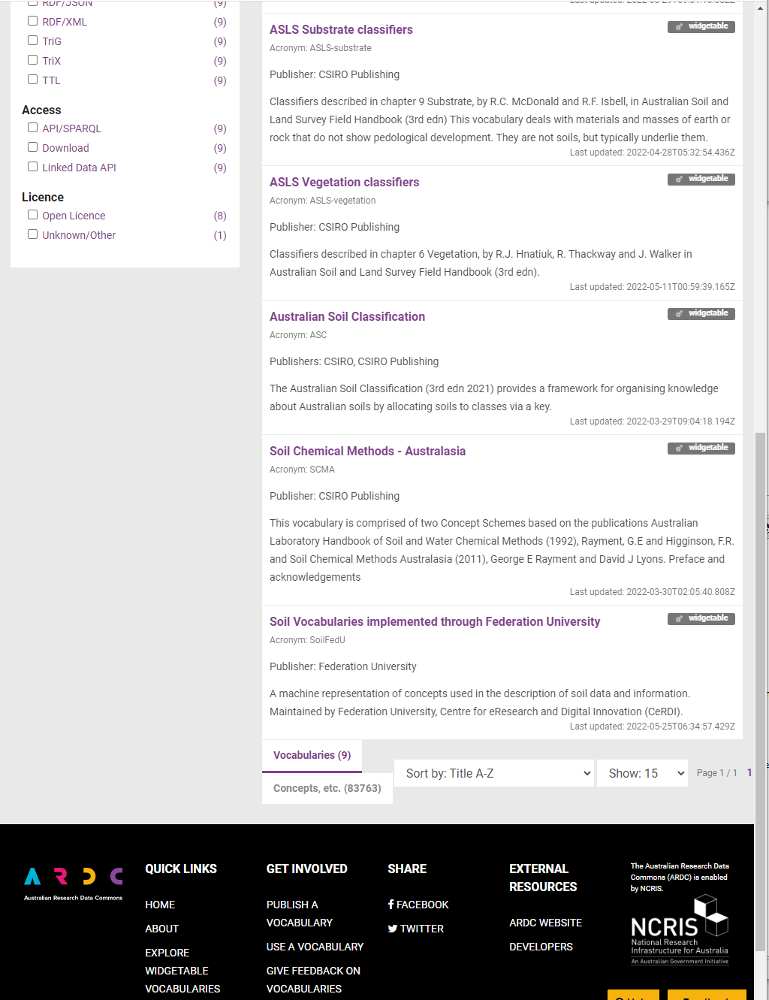 RDF/JSON (9)
RDF/XML (9)
TriG (9)
TriX (9)
TTL (9)
Access
API/SPARQL (9)
Download (9)
Linked Data API (9)
Licence
Open Licence (8)
Unknown/Other (1)
ASLS Substrate classifiers
widgetable
Acronym: ASLS-substrate
Publisher: CSIRO Publishing
Classifiers described in chapter 9 Substrate, by R.C. McDonald and R.F. Isbell, in Australian Soil and
Land Survey Field Handbook (3rd edn) This vocabulary deals with materials and masses of earth or
rock that do not show pedological development. They are not soils, but typically underlie them.
Last updated: 2022-04-28T05:32:54.436Z
ASLS Vegetation classifiers
widgetable
Acronym: ASLS-vegetation
Publisher: CSIRO Publishing
Classifiers described in chapter 6 Vegetation, by R.J. Hnatiuk, R. Thackway and J. Walker in
Australian Soil and Land Survey Field Handbook (3rd edn).
Last updated: 2022-05-11T00:59:39.165Z
Australian Soil Classification
widgetable
Acronym: ASC
Publishers: CSIRO, CSIRO Publishing
The Australian Soil Classification (3rd edn 2021) provides a framework for organising knowledge
about Australian soils by allocating soils to classes via a key.
Last updated: 2022-03-29T09:04:18.194Z
Soil Chemical Methods - Australasia
widgetable
Acronym: SCMA
Publisher: CSIRO Publishing
This vocabulary is comprised of two Concept Schemes based on the publications Australian
Laboratory Handbook of Soil and Water Chemical Methods (1992), Rayment, G.E and Higginson, F.R.
and Soil Chemical Methods Australasia (2011), George E Rayment and David J Lyons. Preface and
acknowledgements
Last updated: 2022-03-30T02:05:40.808Z
Soil Vocabularies implemented through Federation University
widgetable
Acronym: SoilFedU
Publisher: Federation University
A machine representation of concepts used in the description of soil data and information.
Maintained by Federation University, Centre for eResearch and Digital Innovation (CeRDI).
Last updated: 2022-05-25T06:34:57.429Z
Vocabularies (9)
Concepts, etc. (83763)
Sort by: Title A-Z
Show: 15
Page 1 / 1 1
ARDC
Australian Research Data Commons
QUICK LINKS
HOME
ABOUT
EXPLORE
WIDGETABLE
VOCABULARIES
GET INVOLVED
PUBLISH A
VOCABULARY
USE A VOCABULARY
GIVE FEEDBACK ON
VOCABULARIES
SHARE
FACEBOOK
TWITTER
EXTERNAL
RESOURCES
ARDC WEBSITE
DEVELOPERS
The Australian Research Data
Commons (ARDC) is enabled
by NCRIS.
NCRIS
National Research
Infrastructure for Australia
An Australian Government Initiative